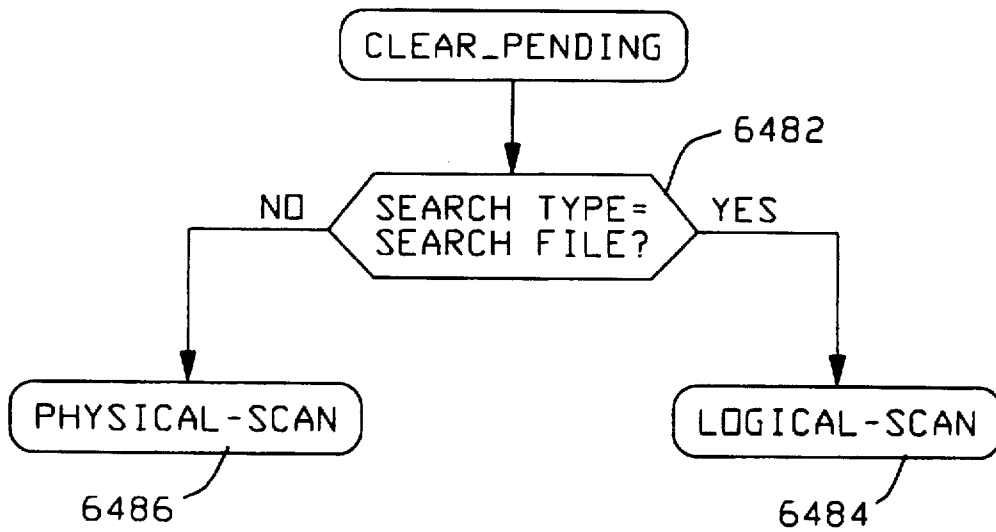 CLEAR_PENDING
6482
NO
SEARCH TYPE=
SEARCH FILE?
YES
PHYSICAL-SCAN
LOGICAL-SCAN
6486
6484